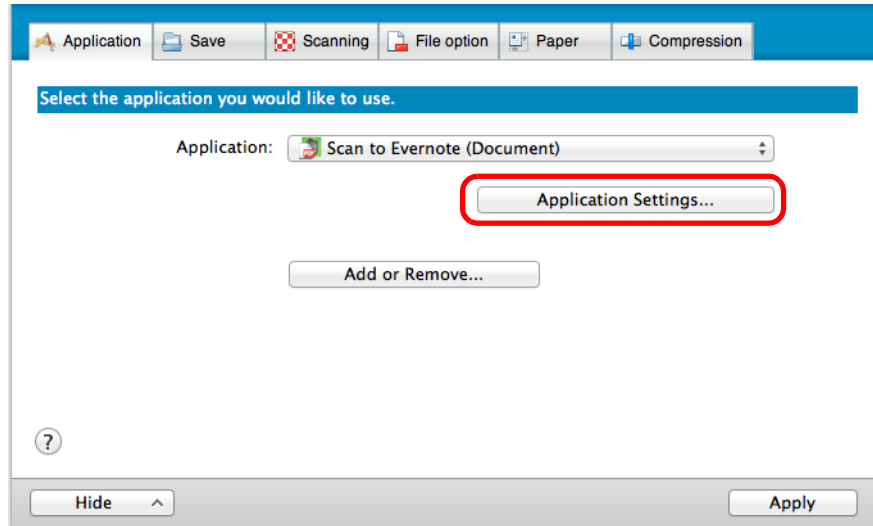 Application Save Scanning File option Paper Compression
Select the application you would like to use.
Application: Scan to Evernote (Document)
Application Settings...
Add or Remove...
?
Hide Apply